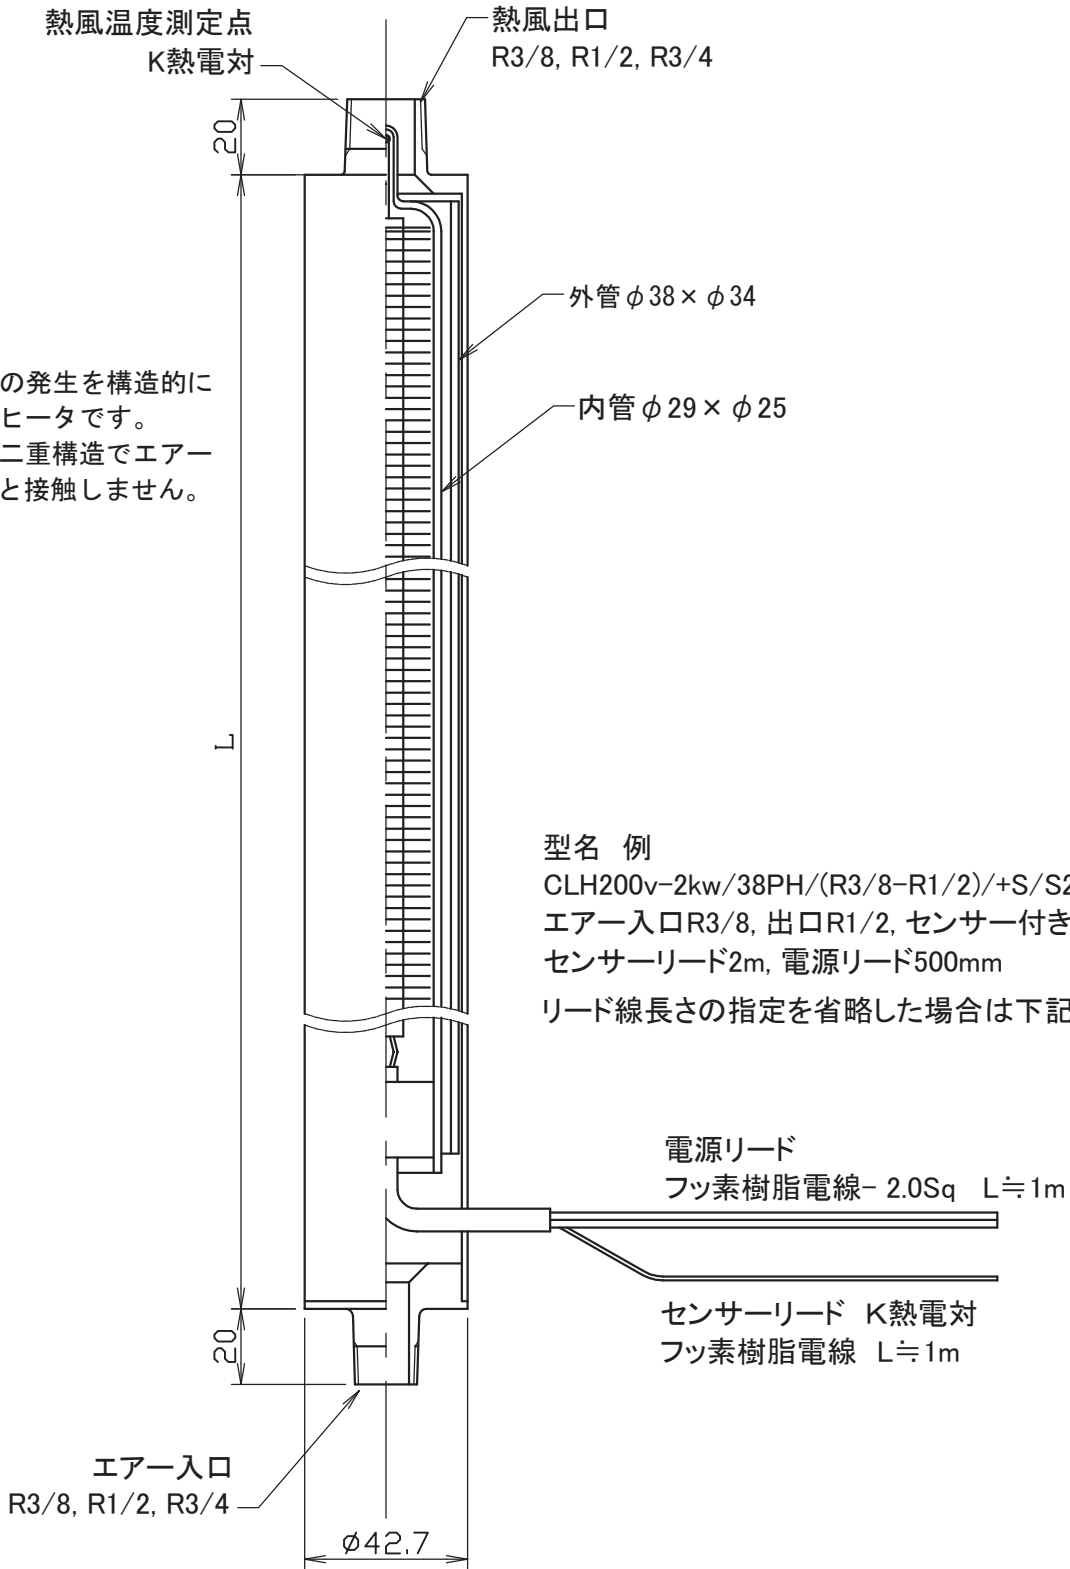 熱風温度測定点
K熱電対
熱風出口
R3/8, R1/2, R3/4
20
外管φ38×φ34
の発生を構造的に
ヒータです。
二重構造でエアー
と接触しません。
内管φ29×φ25
L
型名 例
CLH200v-2kw/38PH/(R3/8-R1/2)/+S/S2
エアー入口R3/8, 出口R1/2, センサー付き
センサーリード2m, 電源リード500mm
リード線長さの指定を省略した場合は下記
電源リード
フッ素樹脂電線- 2.0Sq L≒1m
センサーリード K熱電対
フッ素樹脂電線 L≒1m
20
エアー入口
R3/8, R1/2, R3/4
φ42.7